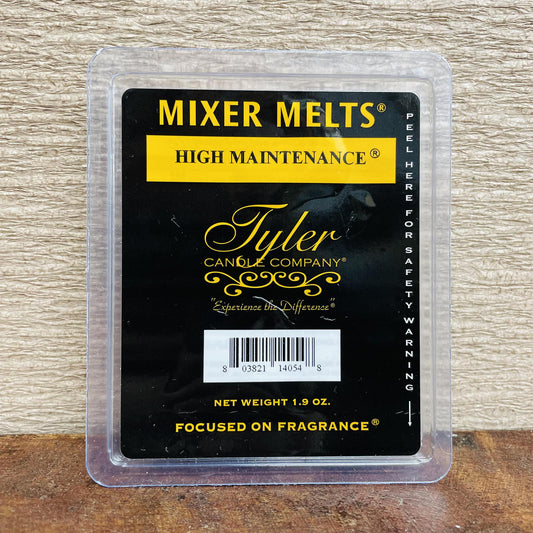 MIXER MELTS®
HIGH MAINTENANCE®
Tyler
CANDLE COMPANY®
"Experience the Difference"®
8 03821 14054 8
NET WEIGHT 1.9 OZ.
FOCUSED ON FRAGRANCE®
PEEL HERE FOR SAFETY WARNING